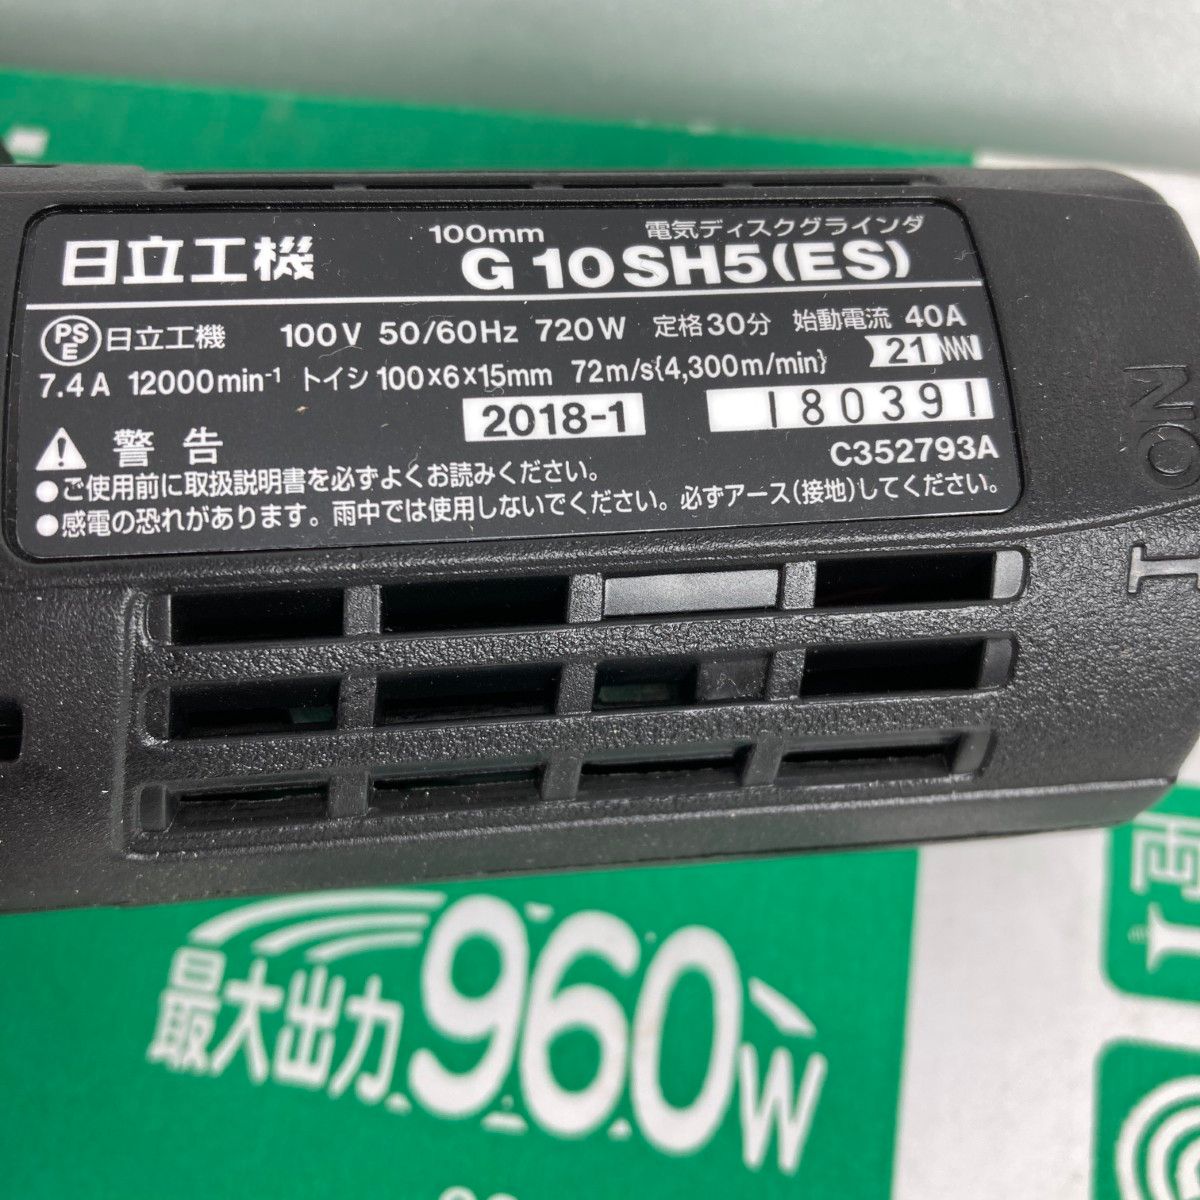 日立工機 100mm 電気ディスクグラインダ
G 10SH5(ES)
PSE 日立工機 100V 50/60Hz 720W 定格30分 始動電流 40A
7.4A 12000min⁻¹ トイシ 100×6×15mm 72m/s{4,300m/min} 21
2018-1 180391
C352793A
⚠ 警告
●ご使用前に取扱説明書を必ずよくお読みください。
●感電の恐れがあります。雨中では使用しないでください。必ずアース(接地)してください。
ON
I
最大出力960W